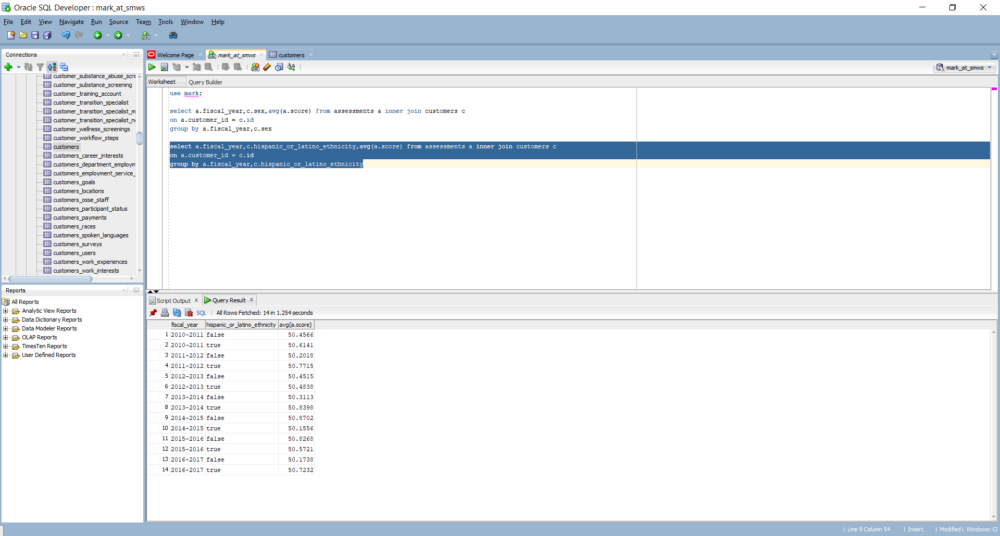 Oracle SQL Developer : mark_at_smws
File Edit View Navigate Run Source Team Tools Window Help
Connections
customer_substance_abuse_scre
customer_substance_screening
customer_training_account
customer_transition_specialist
customer_transition_specialist_m
customer_transition_specialist_n
customer_wellness_screenings
customer_workflow_steps
customers
customers_career_interests
customers_department_employm
customers_employment_service_
customers_goals
customers_locations
customers_osse_staff
customers_participant_status
customers_payments
customers_races
customers_spoken_languages
customers_surveys
customers_users
customers_work_experiences
customers_work_interests
Reports
All Reports
Analytic View Reports
Data Dictionary Reports
Data Modeler Reports
OLAP Reports
TimesTen Reports
User Defined Reports
Welcome Page mark_at_smws customers
mark_at_smws
Worksheet Query Builder
use mark;
select a.fiscal_year,c.sex,avg(a.score) from assessments a inner join customers c
on a.customer_id = c.id
group by a.fiscal_year,c.sex
select a.fiscal_year,c.hispanic_or_latino_ethnicity,avg(a.score) from assessments a inner join customers c
on a.customer_id = c.id
group by a.fiscal_year,c.hispanic_or_latino_ethnicity
Script Output x Query Result x
SQL | All Rows Fetched: 14 in 1.254 seconds
fiscal_year hispanic_or_latino_ethnicity avg(a.score)
1 2010-2011 false 50.4566
2 2010-2011 true 50.6141
3 2011-2012 false 50.2018
4 2011-2012 true 50.7715
5 2012-2013 false 50.4515
6 2012-2013 true 50.4838
7 2013-2014 false 50.3113
8 2013-2014 true 50.8398
9 2014-2015 false 50.8702
10 2014-2015 true 50.1556
11 2015-2016 false 50.8268
12 2015-2016 true 50.5721
13 2016-2017 false 50.1738
14 2016-2017 true 50.7232
| Line 9 Column 54 | Insert | Modified | Windows: CF